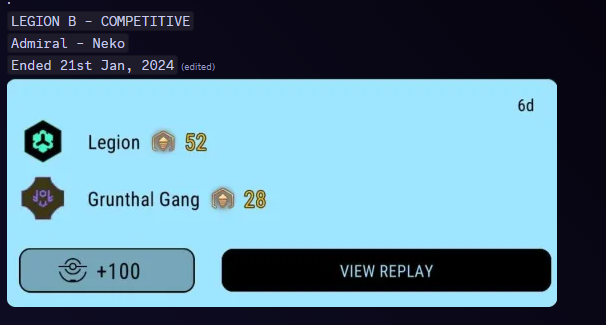 LEGION B – COMPETITIVE
Admiral – Neko
Ended 21st Jan, 2024 (edited)
6d
Legion 52
Grunthal Gang 28
+100 VIEW REPLAY